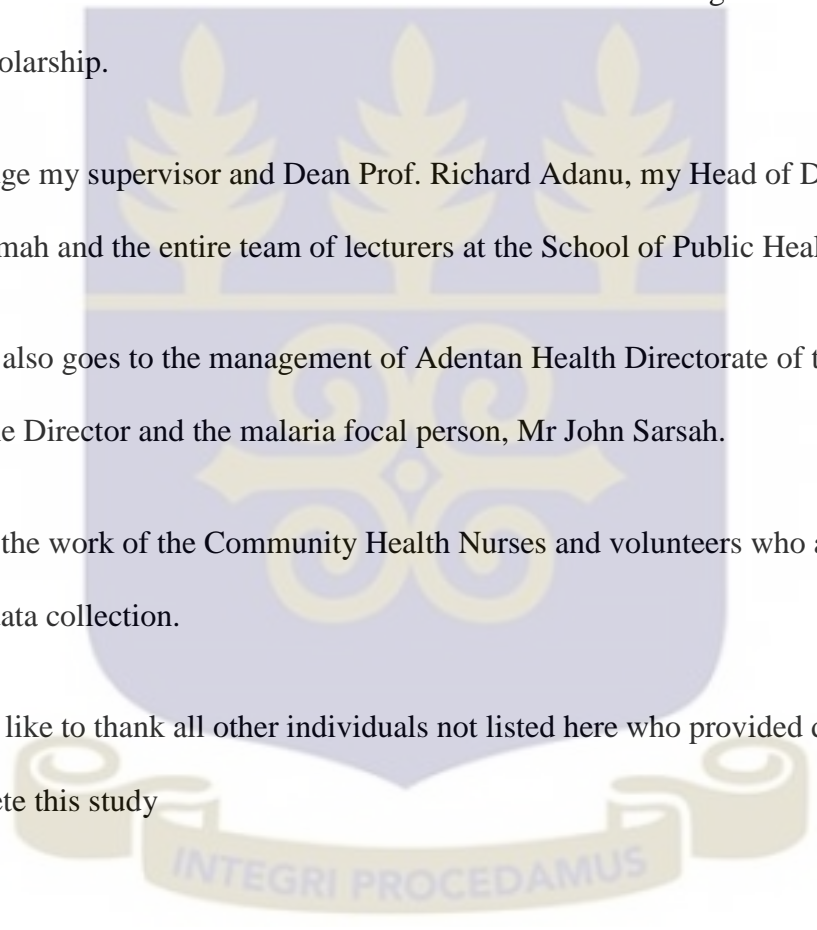 olarship.
ge my supervisor and Dean Prof. Richard Adanu, my Head of D
mah and the entire team of lecturers at the School of Public Heal
also goes to the management of Adentan Health Directorate of t
e Director and the malaria focal person, Mr John Sarsah.
the work of the Community Health Nurses and volunteers who a
ata collection.
like to thank all other individuals not listed here who provided
ete this study
INTEGRI PROCEDAMUS